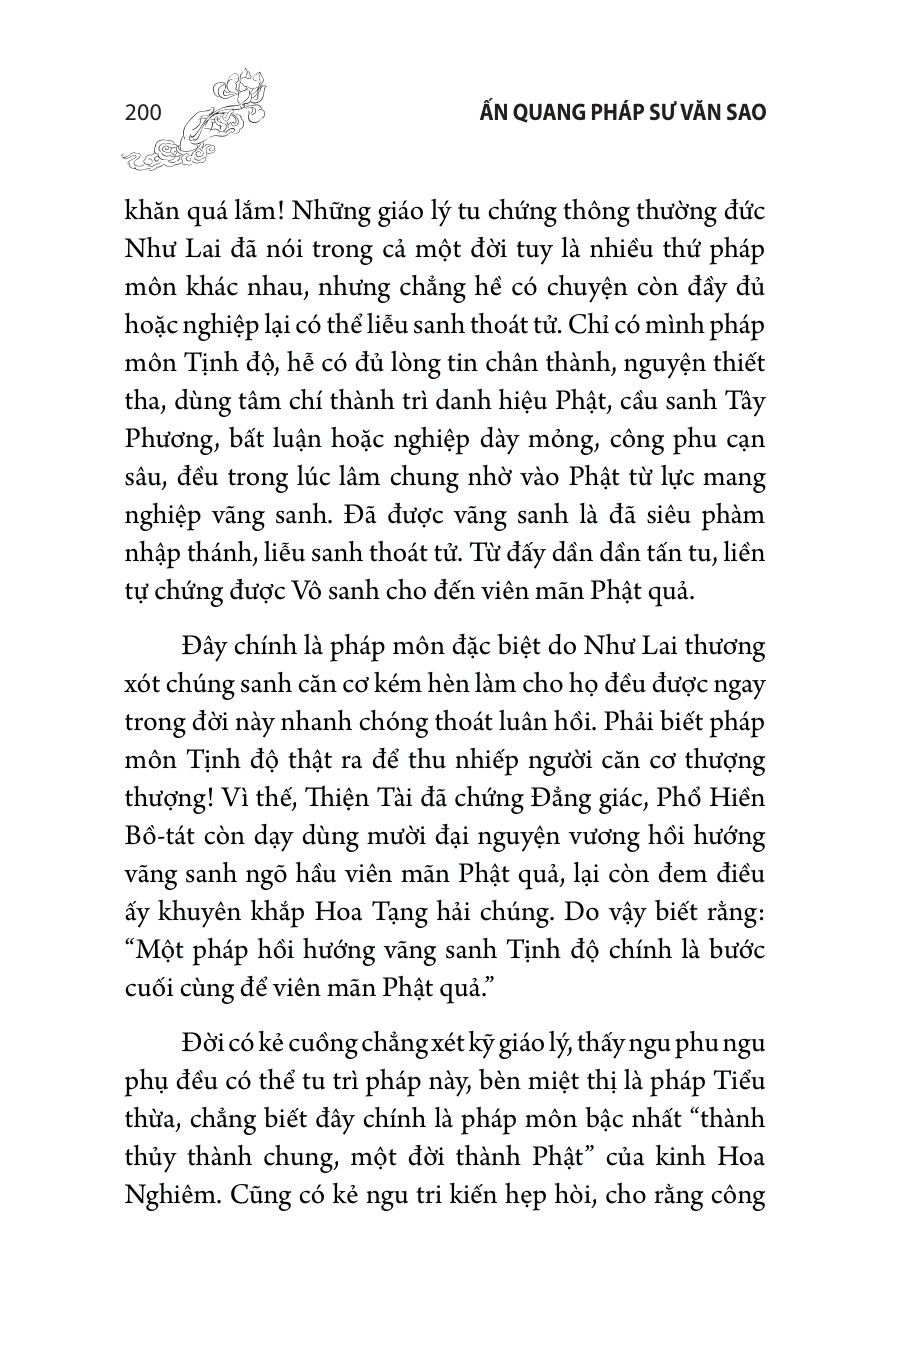 200
ẤN QUANG PHÁP SƯ VĂN SAO
khăn quá lắm! Những giáo lý tu chứng thông thường đức
Như Lai đã nói trong cả một đời tuy là nhiều thứ pháp
môn khác nhau, nhưng chẳng hề có chuyện còn đầy đủ
hoặc nghiệp lại có thể liễu sanh thoát tử. Chỉ có mình pháp
môn Tịnh độ, hễ có đủ lòng tin chân thành, nguyện thiết
tha, dùng tâm chí thành trì danh hiệu Phật, cầu sanh Tây
Phương, bất luận hoặc nghiệp dày mỏng, công phu cạn
sâu, đều trong lúc lâm chung nhờ vào Phật từ lực mang
nghiệp vãng sanh. Đã được vãng sanh là đã siêu phàm
nhập thánh, liễu sanh thoát tử. Từ đấy dần dần tấn tu, liền
tự chứng được Vô sanh cho đến viên mãn Phật quả.
Đây chính là pháp môn đặc biệt do Như Lai thương
xót chúng sanh căn cơ kém hèn làm cho họ đều được ngay
trong đời này nhanh chóng thoát luân hồi. Phải biết pháp
môn Tịnh độ thật ra để thu nhiếp người căn cơ thượng
thượng! Vì thế, Thiện Tài đã chứng Đẳng giác, Phổ Hiền
Bồ-tát còn dạy dùng mười đại nguyện vương hồi hướng
vãng sanh ngõ hầu viên mãn Phật quả, lại còn đem điều
ấy khuyên khắp Hoa Tạng hải chúng. Do vậy biết rằng:
“Một pháp hồi hướng vãng sanh Tịnh độ chính là bước
cuối cùng để viên mãn Phật quả.”
Đời có kẻ cuồng chẳng xét kỹ giáo lý, thấy ngu phu ngu
phụ đều có thể tu trì pháp này, bèn miệt thị là pháp Tiểu
thừa, chẳng biết đây chính là pháp môn bậc nhất “thành
thủy thành chung, một đời thành Phật” của kinh Hoa
Nghiêm. Cũng có kẻ ngu tri kiến hẹp hòi, cho rằng công